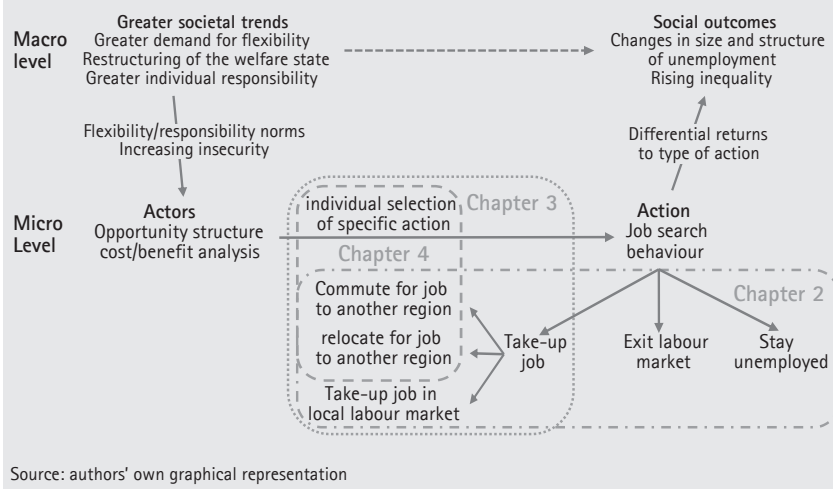 Macro
level
Greater societal trends
Greater demand for flexibility
Restructuring of the welfare state
Greater individual responsibility
Social outcomes
Changes in size and structure
of unemployment
Rising inequality
Flexibility/responsibility norms
Increasing insecurity
Differential returns
to type of action
Micro
Level
Actors
Opportunity structure
cost/benefit analysis
individual selection
of specific action
Chapter 3
Action
Job search
behaviour
Chapter 4
Chapter 2
Commute for job
to another region
relocate for job
to another region
Take-up job in
local labour market
Take-up
job
Exit labour
market
Stay
unemployed
Source: authors' own graphical representation